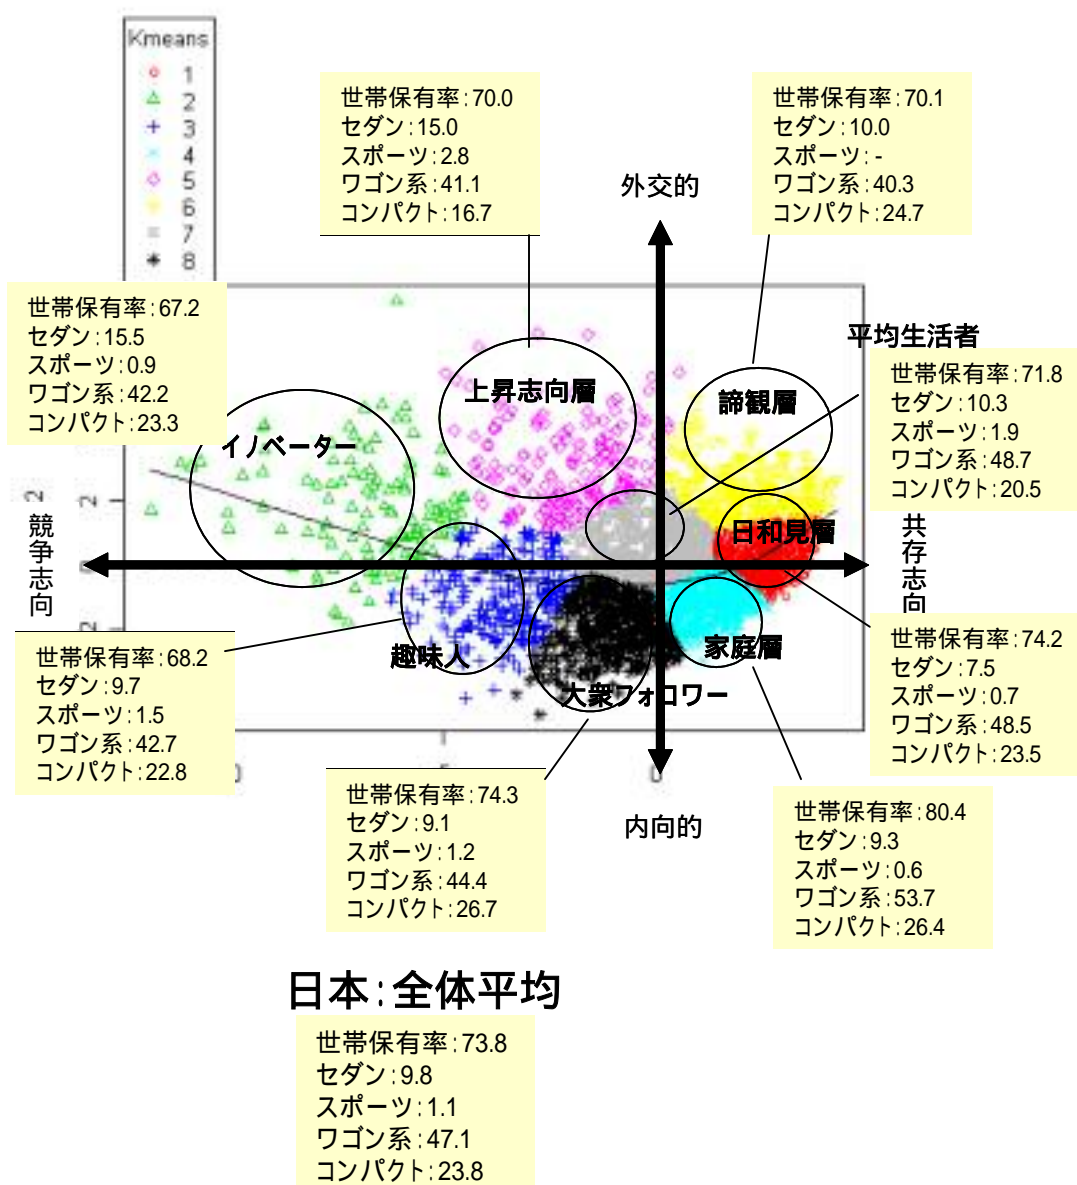 Kmeans
1
2
3
4
5
6
7
8
世帯保有率:70.0
セダン:15.0
スポーツ:2.8
ワゴン系:41.1
コンパクト:16.7
世帯保有率:70.1
セダン:10.0
スポーツ:-
ワゴン系:40.3
コンパクト:24.7
外交的
世帯保有率:67.2
セダン:15.5
スポーツ:0.9
ワゴン系:42.2
コンパクト:23.3
平均生活者
世帯保有率:71.8
セダン:10.3
スポーツ:1.9
ワゴン系:48.7
コンパクト:20.5
上昇志向層
諦観層
イノベーター
2
2
競争志向
日和見層
共存志向
趣味人
大衆フォロワー
家庭層
世帯保有率:68.2
セダン:9.7
スポーツ:1.5
ワゴン系:42.7
コンパクト:22.8
世帯保有率:74.2
セダン:7.5
スポーツ:0.7
ワゴン系:48.5
コンパクト:23.5
0
世帯保有率:74.3
セダン:9.1
スポーツ:1.2
ワゴン系:44.4
コンパクト:26.7
内向的
世帯保有率:80.4
セダン:9.3
スポーツ:0.6
ワゴン系:53.7
コンパクト:26.4
日本:全体平均
世帯保有率:73.8
セダン:9.8
スポーツ:1.1
ワゴン系:47.1
コンパクト:23.8